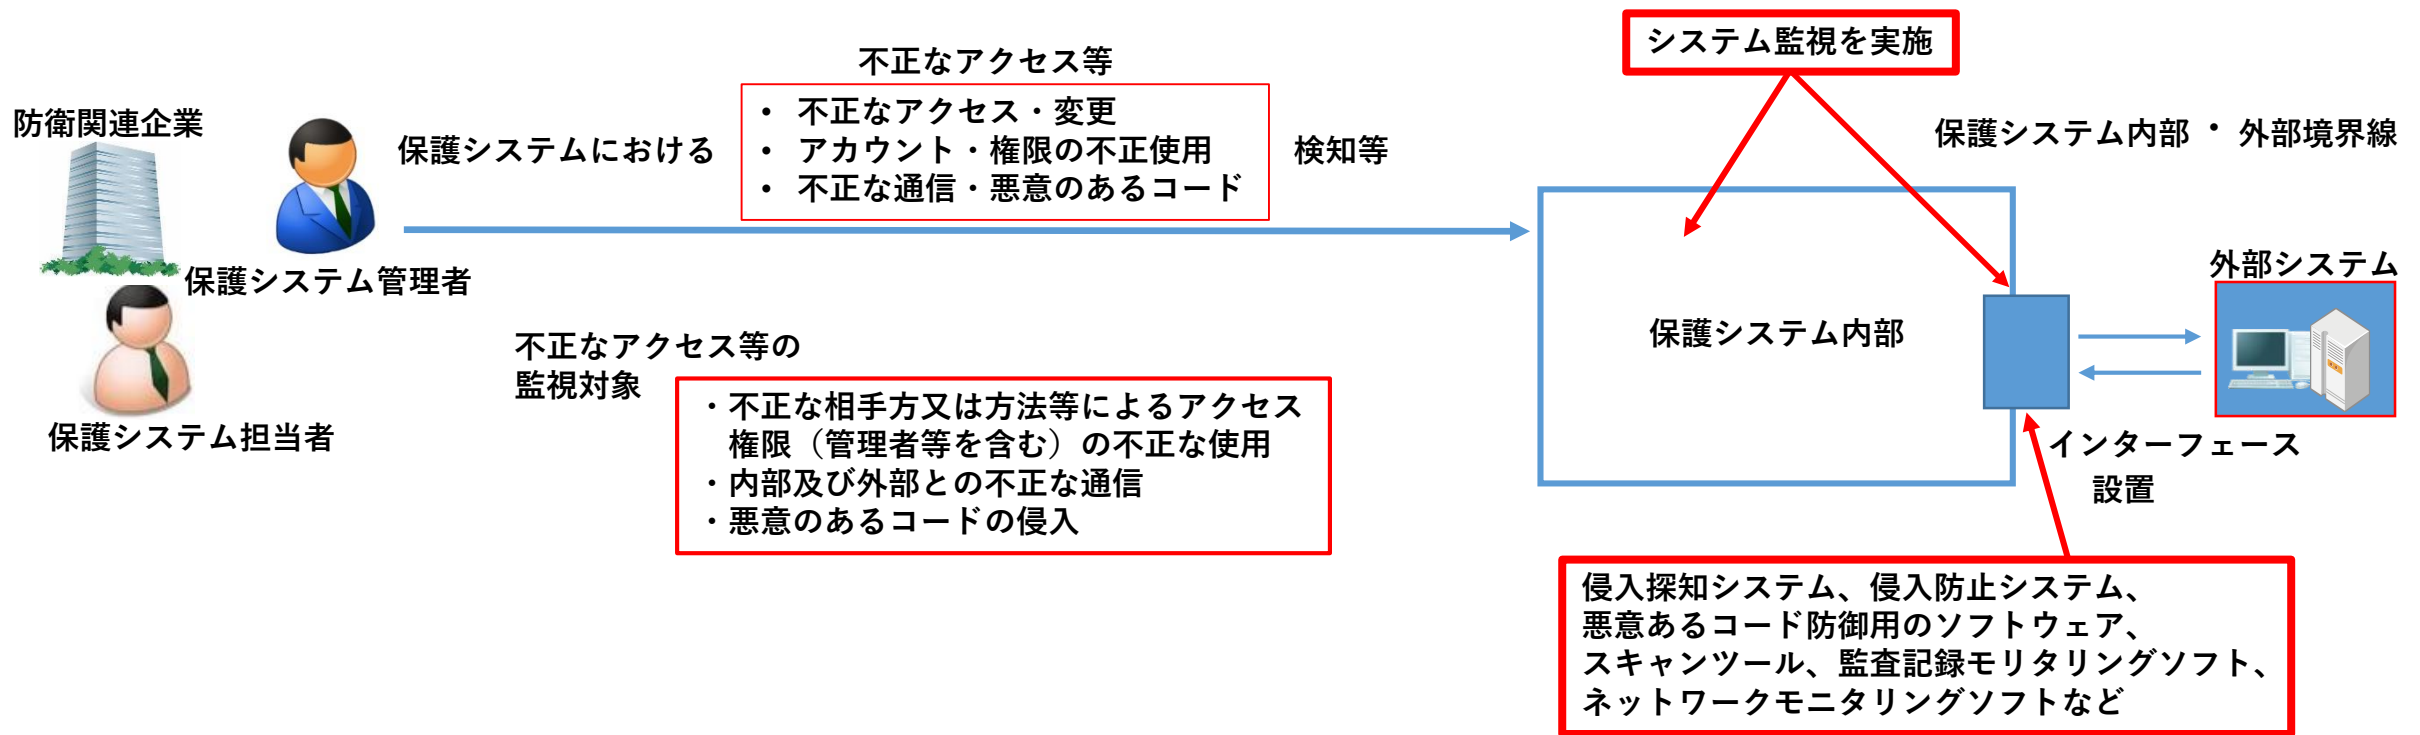 システム監視を実施
不正なアクセス等
防衛関連企業
保護システムにおける
・ 不正なアクセス・変更
・ アカウント・権限の不正使用
・ 不正な通信・悪意のあるコード
検知等
保護システム内部・外部境界線
保護システム管理者
外部システム
保護システム内部
不正なアクセス等の
監視対象
・不正な相手方又は方法等によるアクセス
権限（管理者等を含む）の不正な使用
・内部及び外部との不正な通信
・悪意のあるコードの侵入
保護システム担当者
インターフェース
設置
侵入探知システム、侵入防止システム、
悪意あるコード防御用のソフトウェア、
スキャンツール、監査記録モリタリングソフト、
ネットワークモニタリングソフトなど